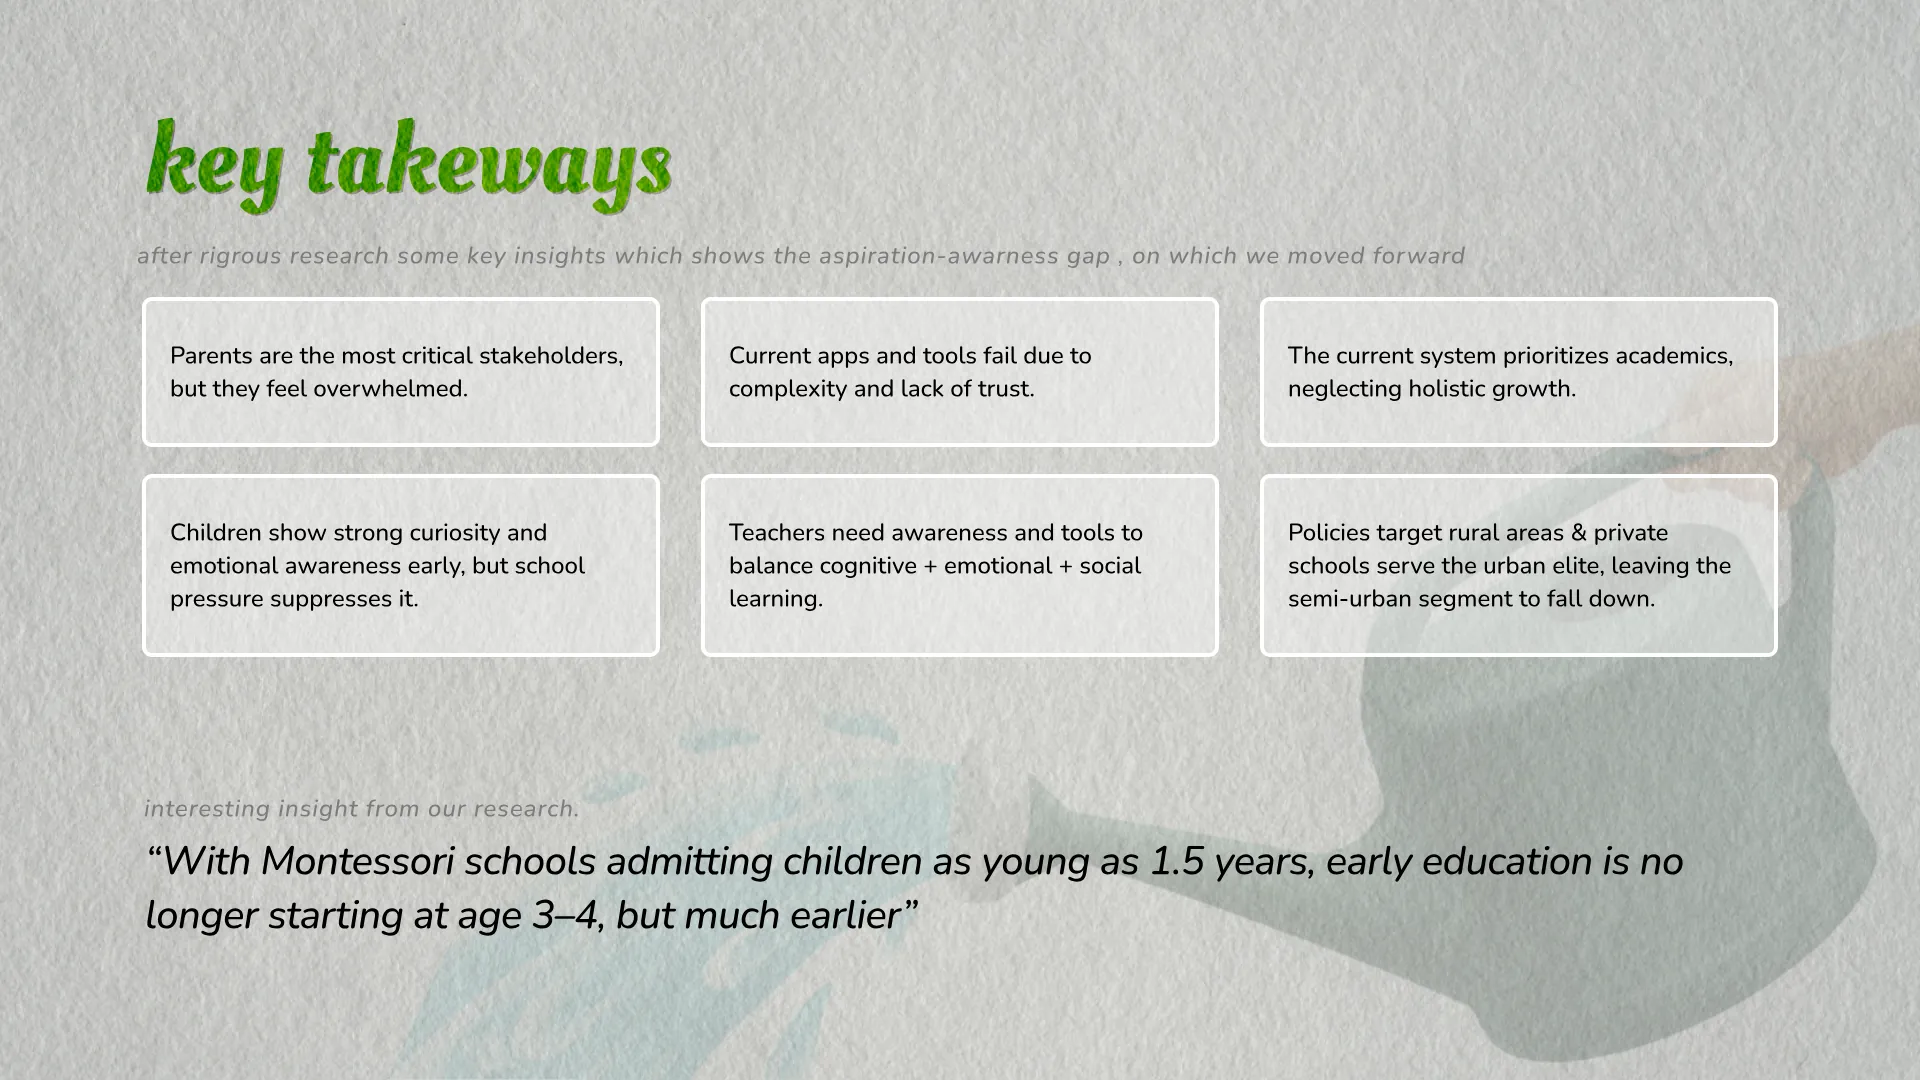 key takeways
after rigrous research some key insights which shows the aspiration-awarness gap , on which we moved forward
Parents are the most critical stakeholders,
but they feel overwhelmed.
Current apps and tools fail due to
complexity and lack of trust.
The current system prioritizes academics,
neglecting holistic growth.
Children show strong curiosity and
emotional awareness early, but school
pressure suppresses it.
Teachers need awareness and tools to
balance cognitive + emotional + social
learning.
Policies target rural areas & private
schools serve the urban elite, leaving the
semi-urban segment to fall down.
interesting insight from our research.
“With Montessori schools admitting children as young as 1.5 years, early education is no
longer starting at age 3–4, but much earlier”